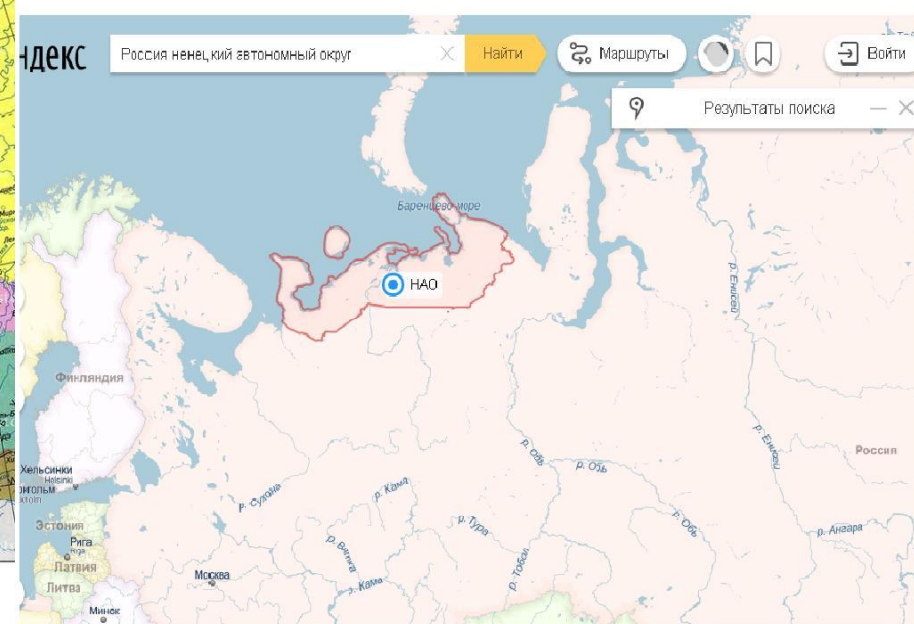 ндекс
Россия ненецкий автономный округ
Найти
Маршруты
Войти
Результаты поиска
Баренцево море
НАО
р. Енисей
Финляндия
р. Обь
р. Обь
р. Енисей
Россия
Хельсинки
Helsinki
р. Сухона
р. Кама
р. Тура
р. Обь
р. Ангара
Эстония
Рига
Riga
Латвия
р. Вятка
р. Тобол
Москва
р. Кама
Литва
Минск